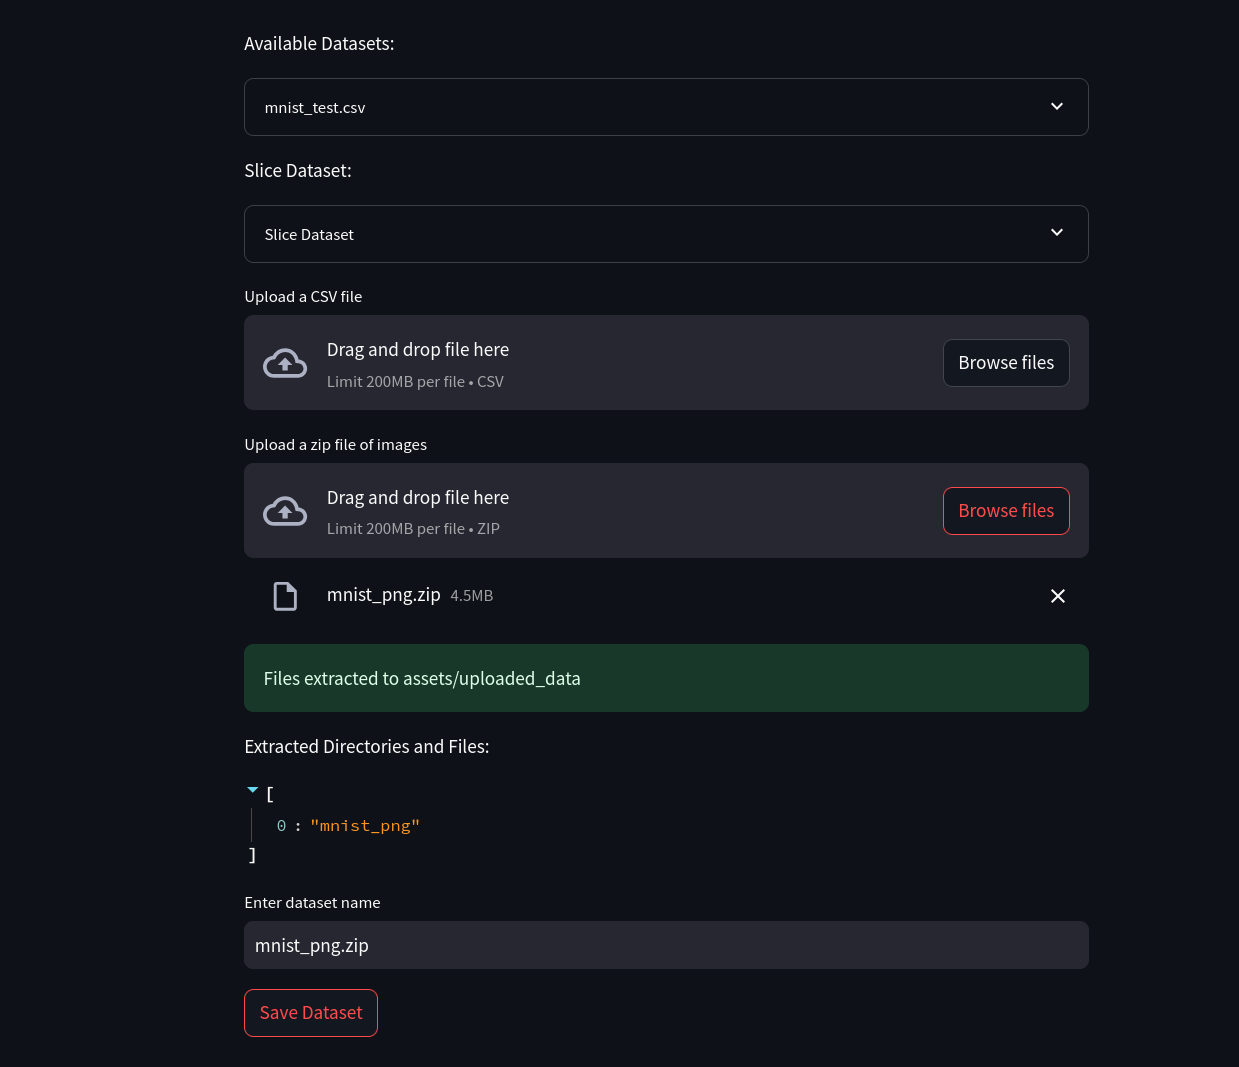 Available Datasets:
mnist_test.csv
Slice Dataset:
Slice Dataset
Upload a CSV file
Drag and drop file here
Limit 200MB per file • CSV
Browse files
Upload a zip file of images
Drag and drop file here
Limit 200MB per file • ZIP
Browse files
mnist_png.zip 4.5MB
Files extracted to assets/uploaded_data
Extracted Directories and Files:
[
0 : "mnist_png"
]
Enter dataset name
mnist_png.zip
Save Dataset